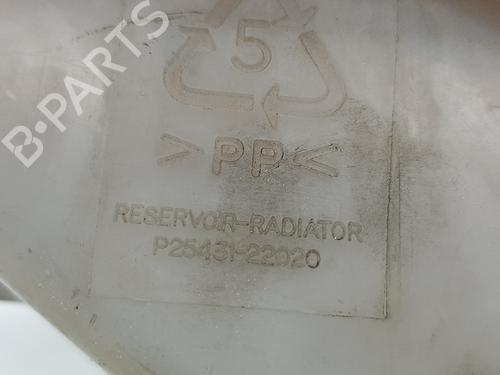 B-PARTS
5
>PP<
RESERVOIR-RADIATOR
P25431-22020